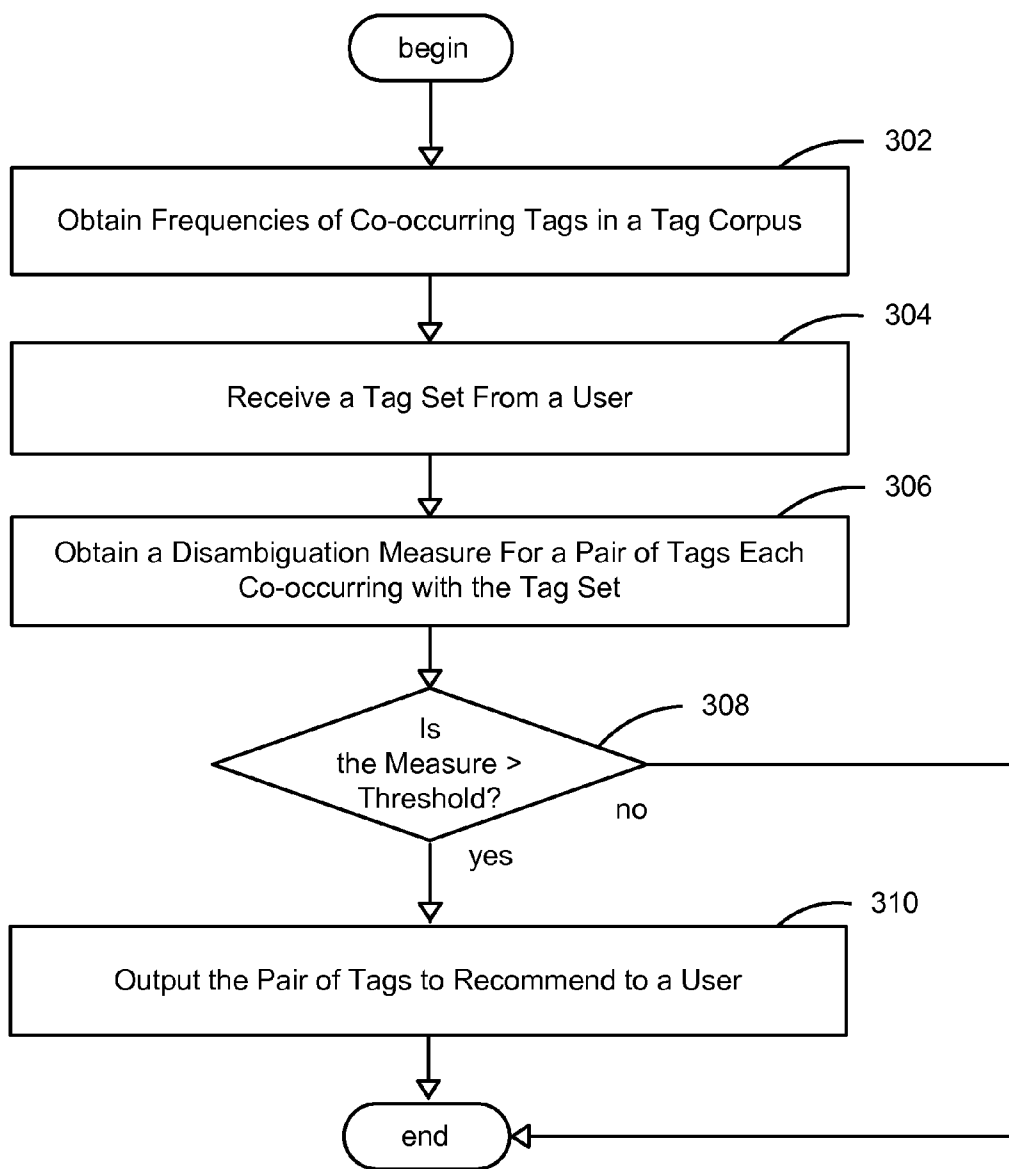 begin
302
Obtain Frequencies of Co-occurring Tags in a Tag Corpus
304
Receive a Tag Set From a User
306
Obtain a Disambiguation Measure For a Pair of Tags Each
Co-occurring with the Tag Set
308
Is
the Measure >
Threshold?
no
yes
310
Output the Pair of Tags to Recommend to a User
end